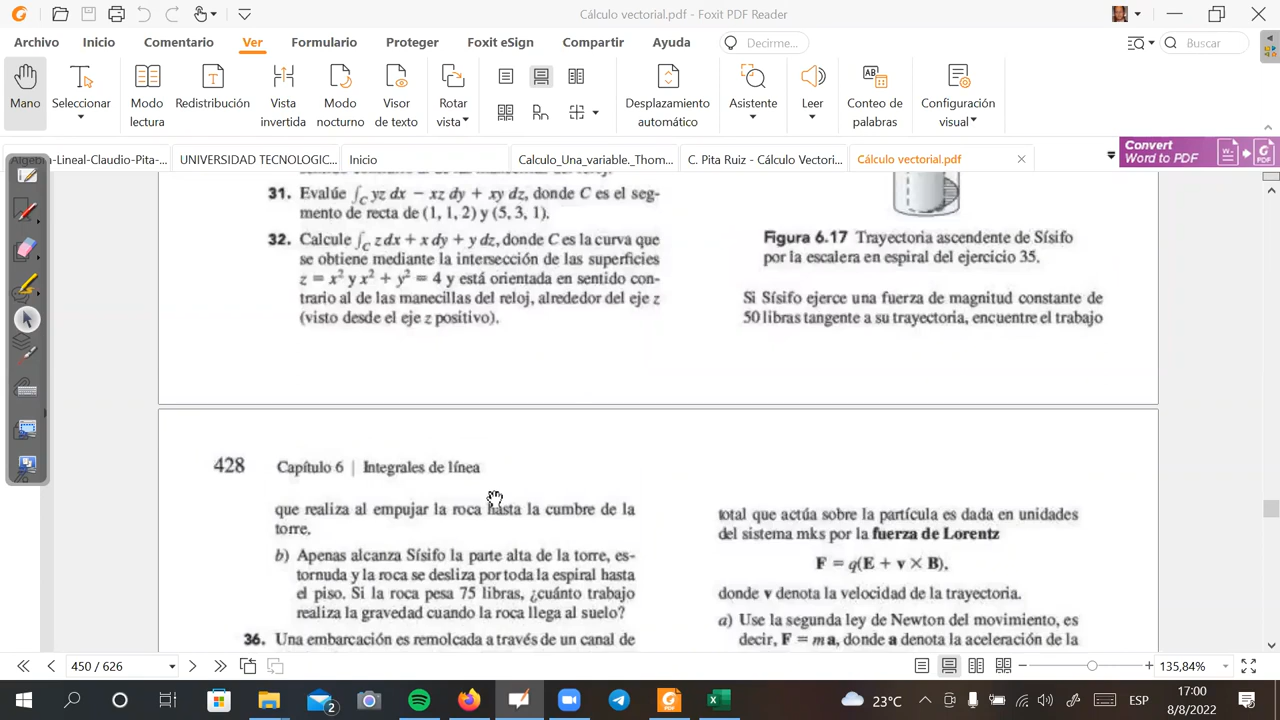 Cálculo vectorial.pdf - Foxit PDF Reader
Archivo Inicio Comentario Ver Formulario Proteger Foxit eSign Compartir Ayuda Decirme... Buscar
Mano Seleccionar Modo lectura Redistribución Vista invertida Modo nocturno Visor de texto Rotar vista Desplazamiento automático Asistente Leer Conteo de palabras Configuración visual
Algebra-Lineal-Claudio-Pita-... UNIVERSIDAD TECNOLOGIC... Inicio Calculo_Una_variable._Thom... C. Pita Ruiz - Cálculo Vectori... Cálculo vectorial.pdf
Convert
Word to PDF
31. Evalúe ∫C yz dx − xz dy + xy dz, donde C es el seg-
mento de recta de (1, 1, 2) y (5, 3, 1).
32. Calcule ∫C z dx + x dy + y dz, donde C es la curva que
se obtiene mediante la intersección de las superficies
z = x² y x² + y² = 4 y está orientada en sentido con-
trario al de las manecillas del reloj, alrededor del eje z
(visto desde el eje z positivo).
Figura 6.17 Trayectoria ascendente de Sísifo
por la escalera en espiral del ejercicio 35.
Si Sísifo ejerce una fuerza de magnitud constante de
50 libras tangente a su trayectoria, encuentre el trabajo
428 Capítulo 6 | Integrales de línea
que realiza al empujar la roca hasta la cumbre de la
torre.
b) Apenas alcanza Sísifo la parte alta de la torre, es-
tornuda y la roca se desliza por toda la espiral hasta
el piso. Si la roca pesa 75 libras, ¿cuánto trabajo
realiza la gravedad cuando la roca llega al suelo?
36. Una embarcación es remolcada a través de un canal de
total que actúa sobre la partícula es dada en unidades
del sistema mks por la fuerza de Lorentz
F = q(E + v × B),
donde v denota la velocidad de la trayectoria.
a) Use la segunda ley de Newton del movimiento, es
decir, F = m a, donde a denota la aceleración de la
450 / 626
135,84%
2
23°C
ESP
17:00
8/8/2022